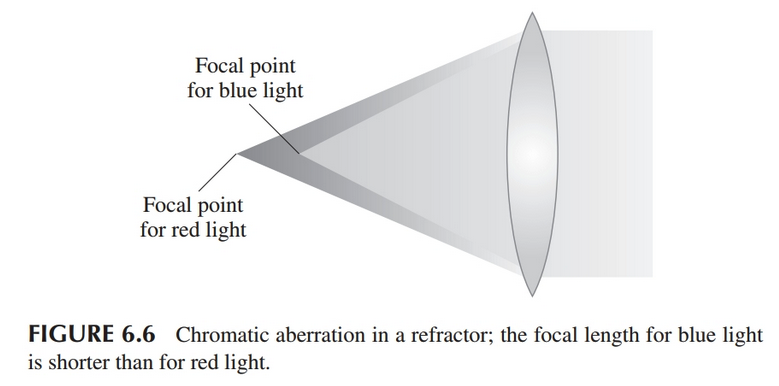 Focal point
for blue light
Focal point
for red light
FIGURE 6.6 Chromatic aberration in a refractor; the focal length for blue light
is shorter than for red light.